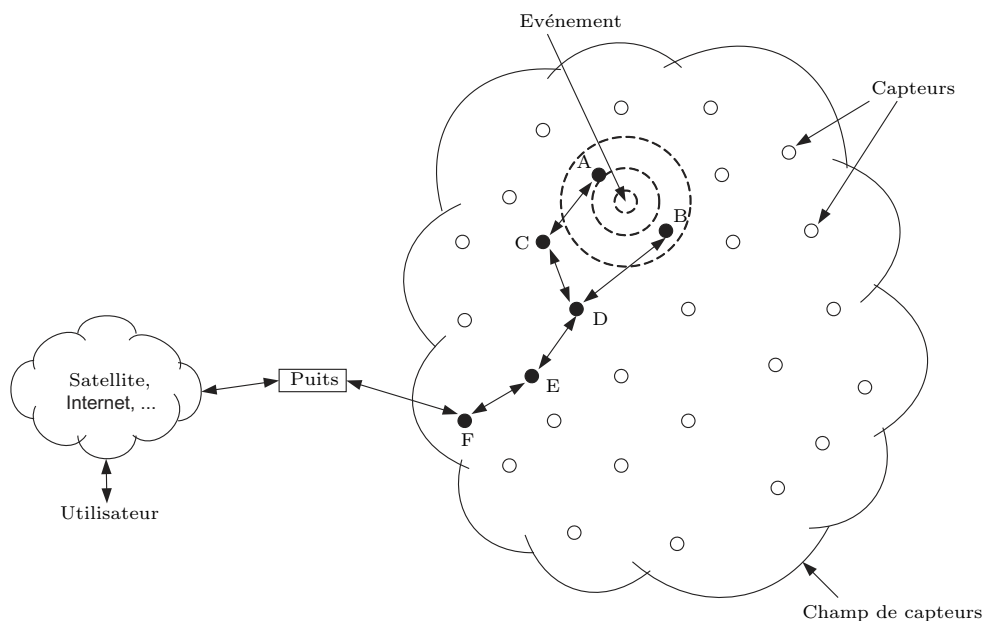 Evénement
Capteurs
A
B
C
D
Satellite,
Internet, ...
Puits
E
F
Utilisateur
Champ de capteurs